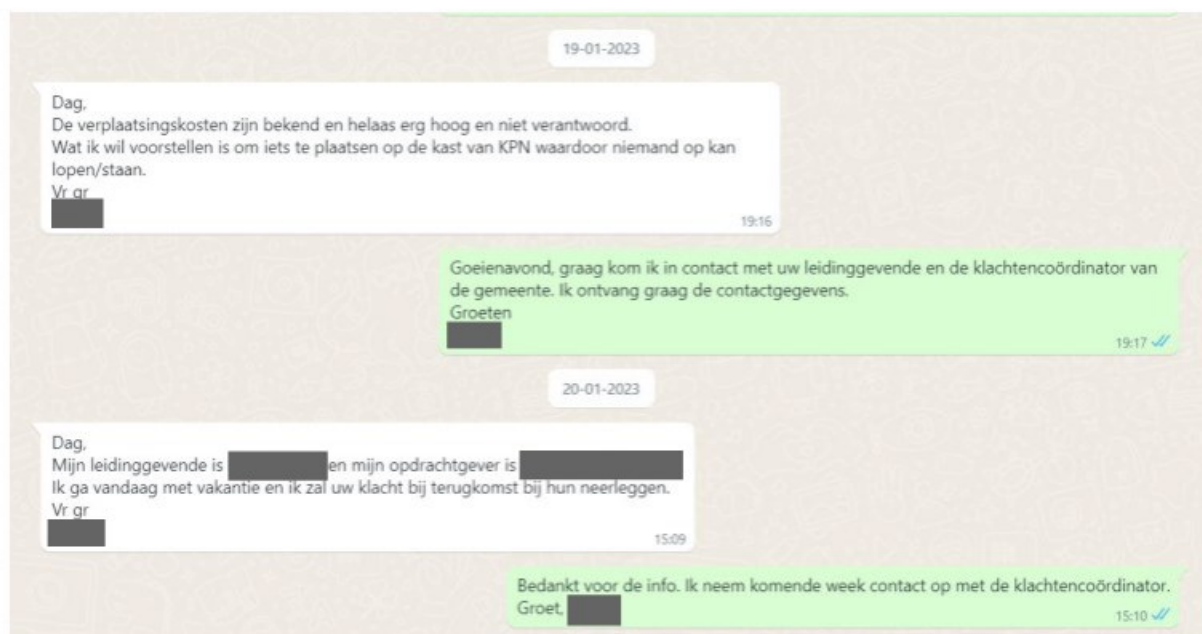 19-01-2023
Dag,
De verplaatsingskosten zijn bekend en helaas erg hoog en niet verantwoord.
Wat ik wil voorstellen is om iets te plaatsen op de kast van KPN waardoor niemand op kan
lopen/staan.
Vr gr
19:16
Goeienavond, graag kom ik in contact met uw leidinggevende en de klachtencoördinator van
de gemeente. Ik ontvang graag de contactgegevens.
Groeten
19:17
20-01-2023
Dag,
Mijn leidinggevende is en mijn opdrachtgever is
Ik ga vandaag met vakantie en ik zal uw klacht bij terugkomst bij hun neerleggen.
Vr gr
15:09
Bedankt voor de info. Ik neem komende week contact op met de klachtencoördinator.
Groet,
15:10